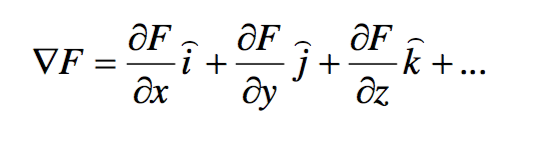 ∇F = ∂F/∂x î + ∂F/∂y ĵ + ∂F/∂z k̂ + ...